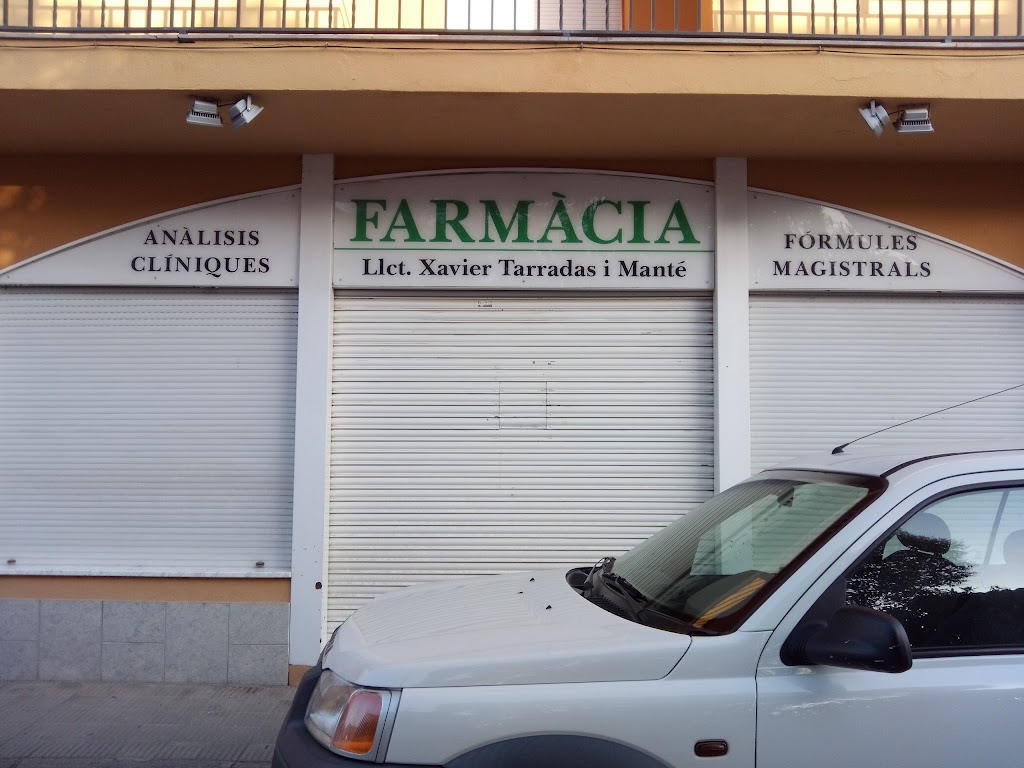 ANÀLISIS
CLÍNIQUES
FARMÀCIA
Llct. Xavier Tarradas i Manté
FÓRMULES
MAGISTRALS